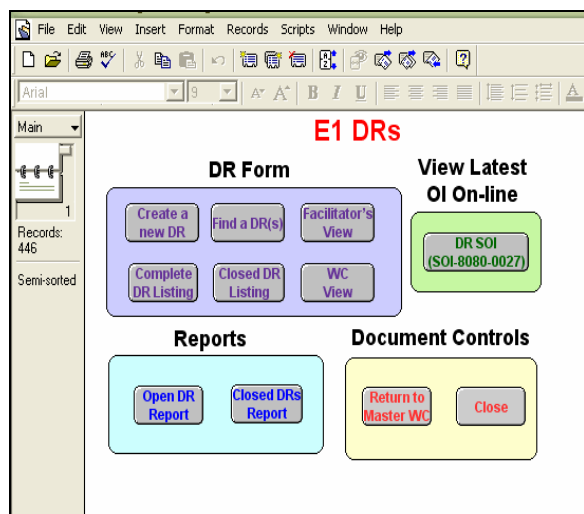 File Edit View Insert Format Records Scripts Window Help
Arial 9 B I U A
Main
1
Records:
446
Semi-sorted
E1 DRs
DR Form
Create a
new DR
Find a DR(s)
Facilitator's
View
Complete
DR Listing
Closed DR
Listing
WC
View
View Latest
OI On-line
DR SOI
(SOI-8080-0027)
Reports
Open DR
Report
Closed DRs
Report
Document Controls
Return to
Master WC
Close